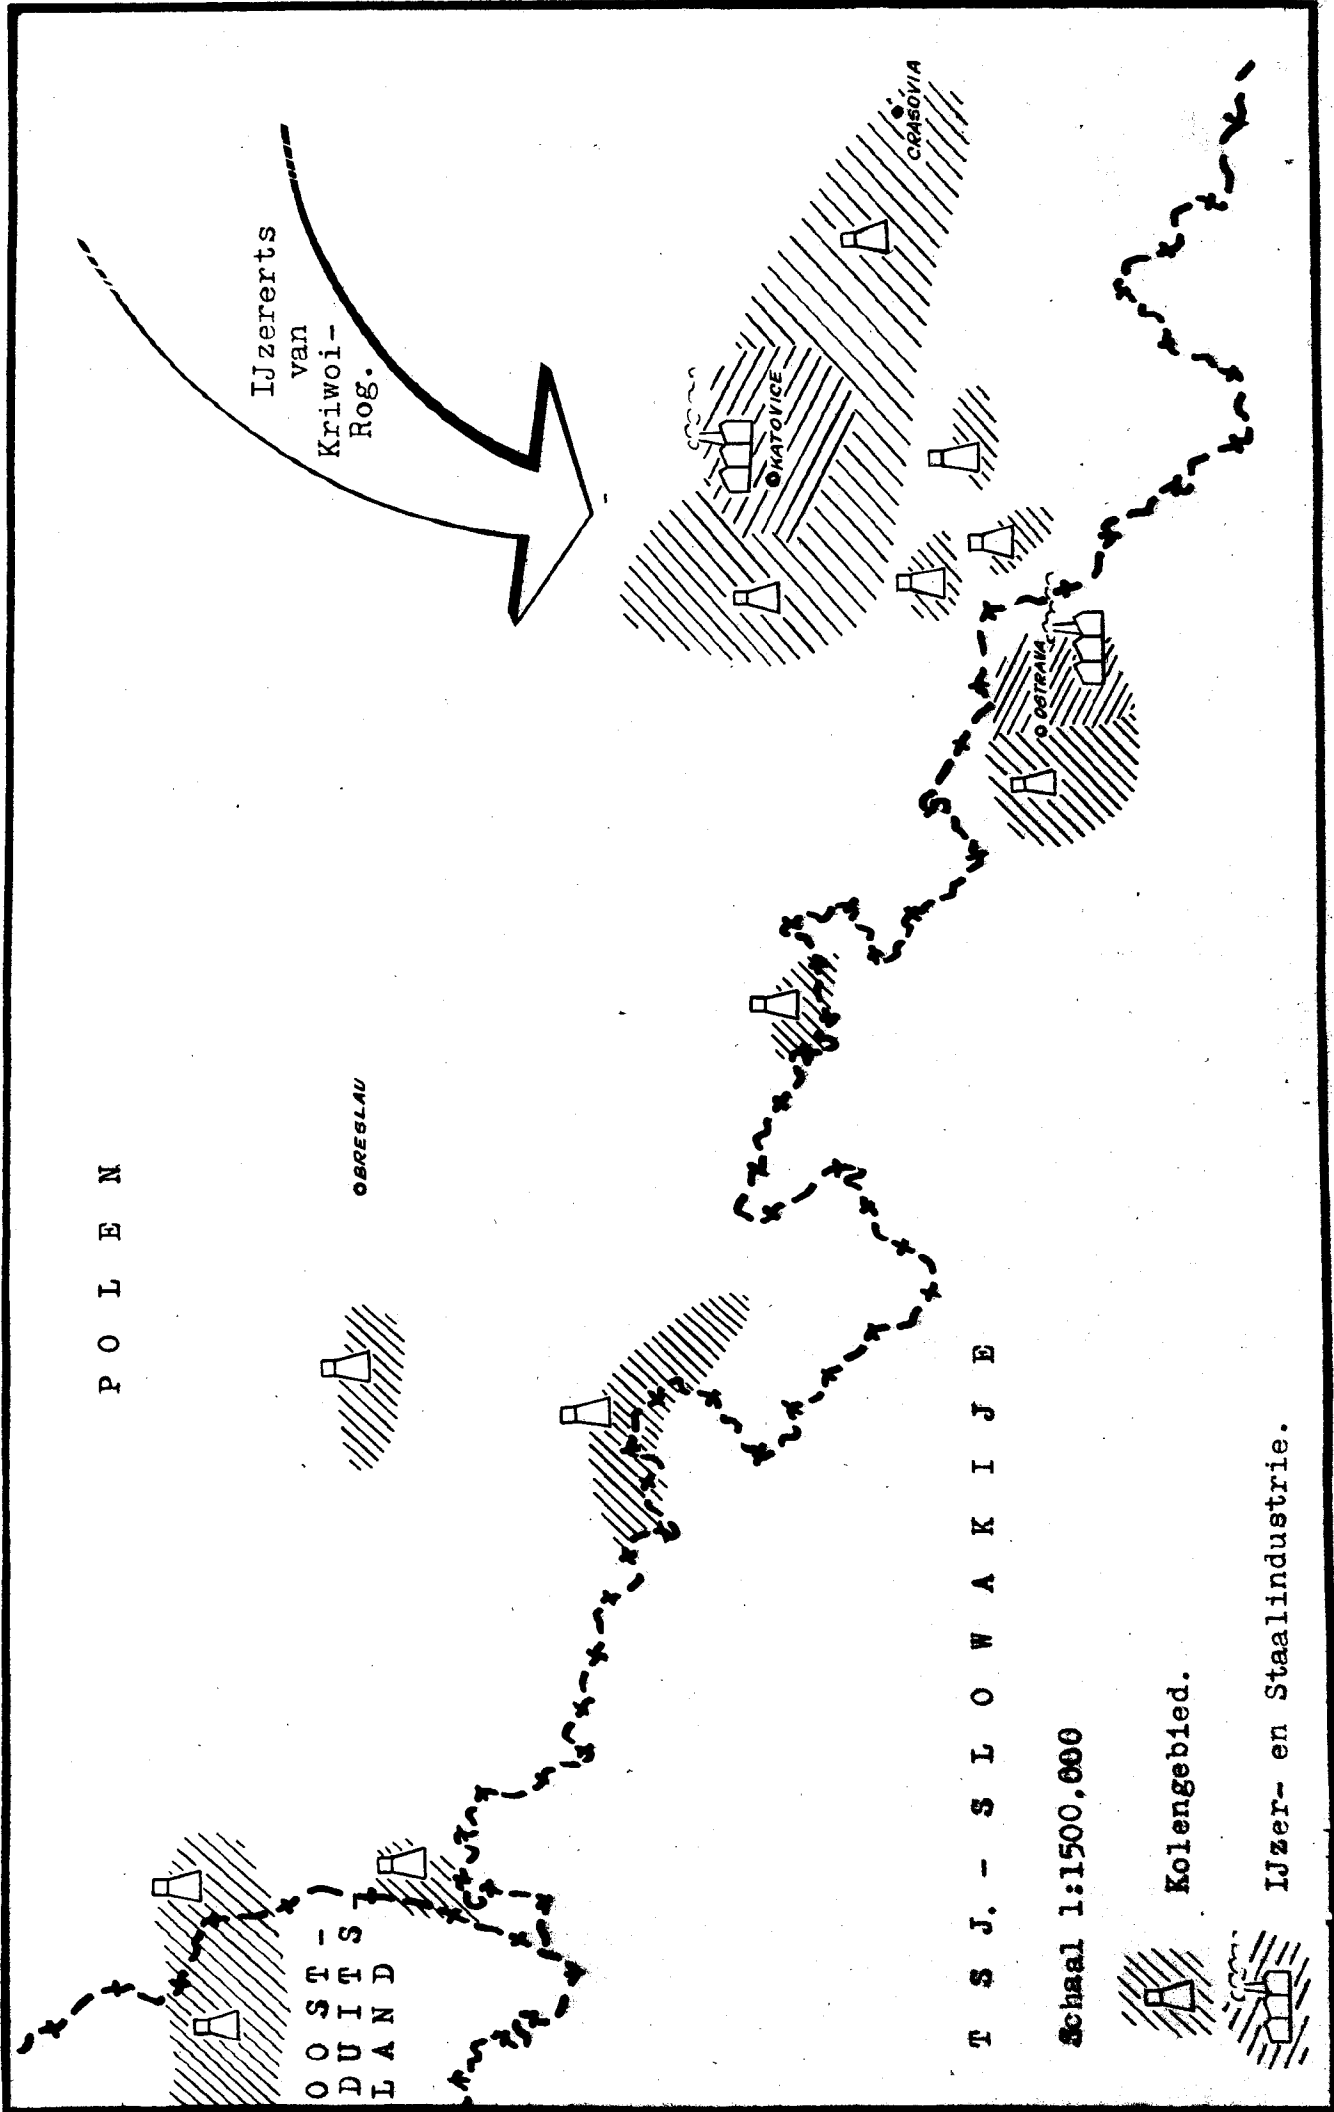 POLEN
IJzererts
van
Kriwoi-
Rog.
BRESLAU
KATOVICE
CRASOVIA
OSTRAVA
OOST-
DUITS
LAND
TSJ.-SLOWAKIJE
Schaal 1:1500,000
Kolengebied.
IJzer- en Staalindustrie.